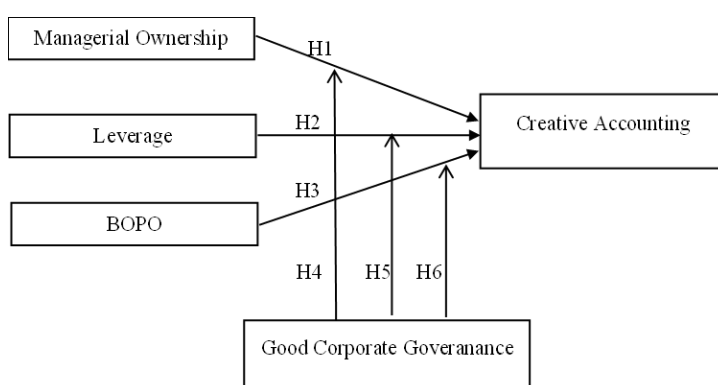 Managerial Ownership
H1
Leverage
H2
Creative Accounting
H3
BOPO
H4
H5
H6
Good Corporate Goveranance